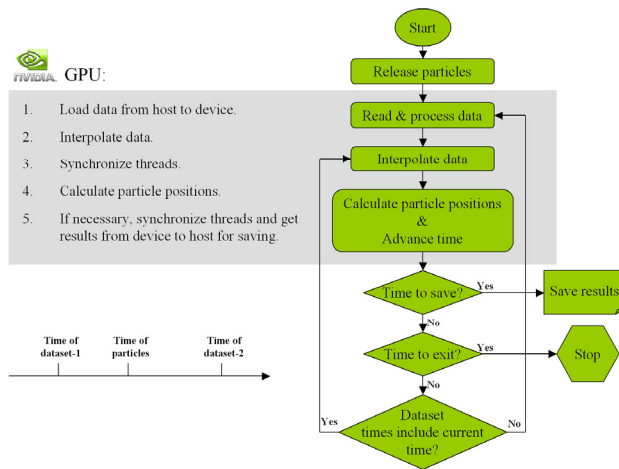 Start
NVIDIA.
GPU:
Release particles
1. Load data from host to device.
2. Interpolate data.
3. Synchronize threads.
4. Calculate particle positions.
5. If necessary, synchronize threads and get
results from device to host for saving.
Read & process data
Interpolate data
Calculate particle positions
&
Advance time
Time to save?
Yes
Save results
No
Time to exit?
Yes
Stop
No
Dataset
times include current
time?
Yes
No
Time of
dataset-1
Time of
particles
Time of
dataset-2